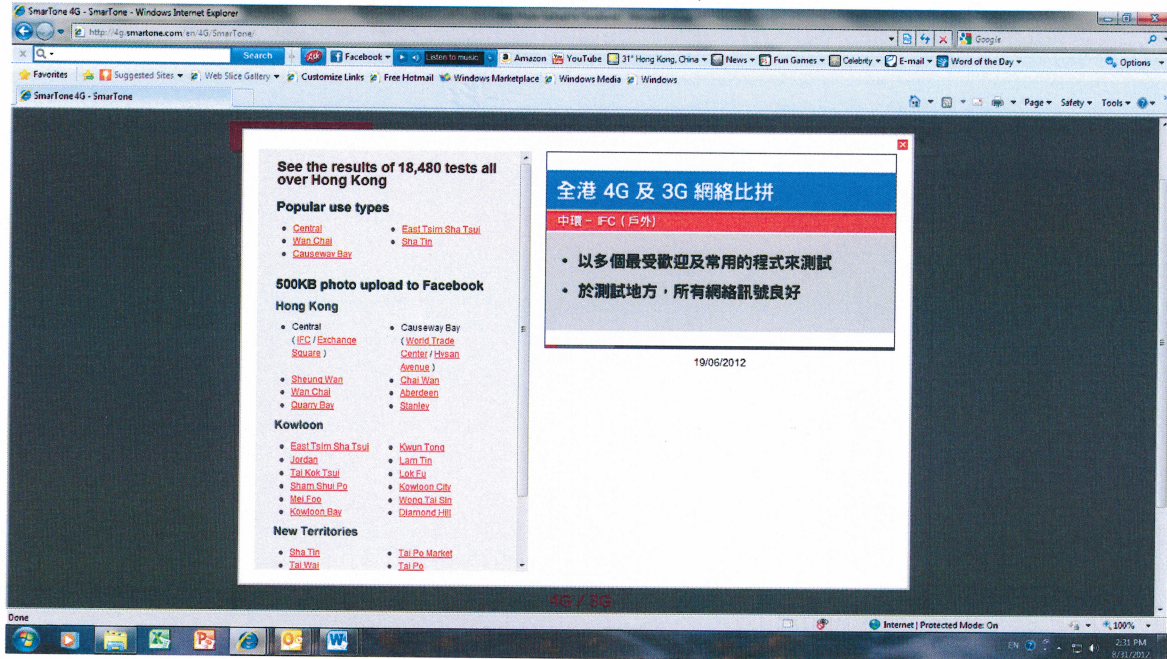 SmarTone 4G - SmarTone - Windows Internet Explorer
http://4g.smartone.com/en/4G/SmarTone/
Google
Search
Facebook
Listen to music
Amazon
YouTube
31° Hong Kong, China
News
Fun Games
Celebrity
E-mail
Word of the Day
Options
Favorites
Suggested Sites
Web Slice Gallery
Customize Links
Free Hotmail
Windows Marketplace
Windows Media
Windows
SmarTone 4G - SmarTone
Page
Safety
Tools
See the results of 18,480 tests all
over Hong Kong
Popular use types
• Central
• East Tsim Sha Tsui
• Wan Chai
• Sha Tin
• Causeway Bay
500KB photo upload to Facebook
Hong Kong
• Central
( IFC / Exchange
Square )
• Causeway Bay
( World Trade
Center / Hysan
Avenue )
• Sheung Wan
• Chai Wan
• Wan Chai
• Aberdeen
• Quarry Bay
• Stanley
Kowloon
• East Tsim Sha Tsui
• Kwun Tong
• Jordan
• Lam Tin
• Tai Kok Tsui
• Lok Fu
• Sham Shui Po
• Kowloon City
• Mei Foo
• Wong Tai Sin
• Kowloon Bay
• Diamond Hill
New Territories
• Sha Tin
• Tai Po Market
• Tai Wai
• Tai Po
全港 4G 及 3G 網絡比拼
中環 – IFC（戶外）
• 以多個最受歡迎及常用的程式來測試
• 於測試地方，所有網絡訊號良好
19/06/2012
4G / 3G
Done
Internet | Protected Mode: On
100%
EN
2:31 PM
8/31/2012